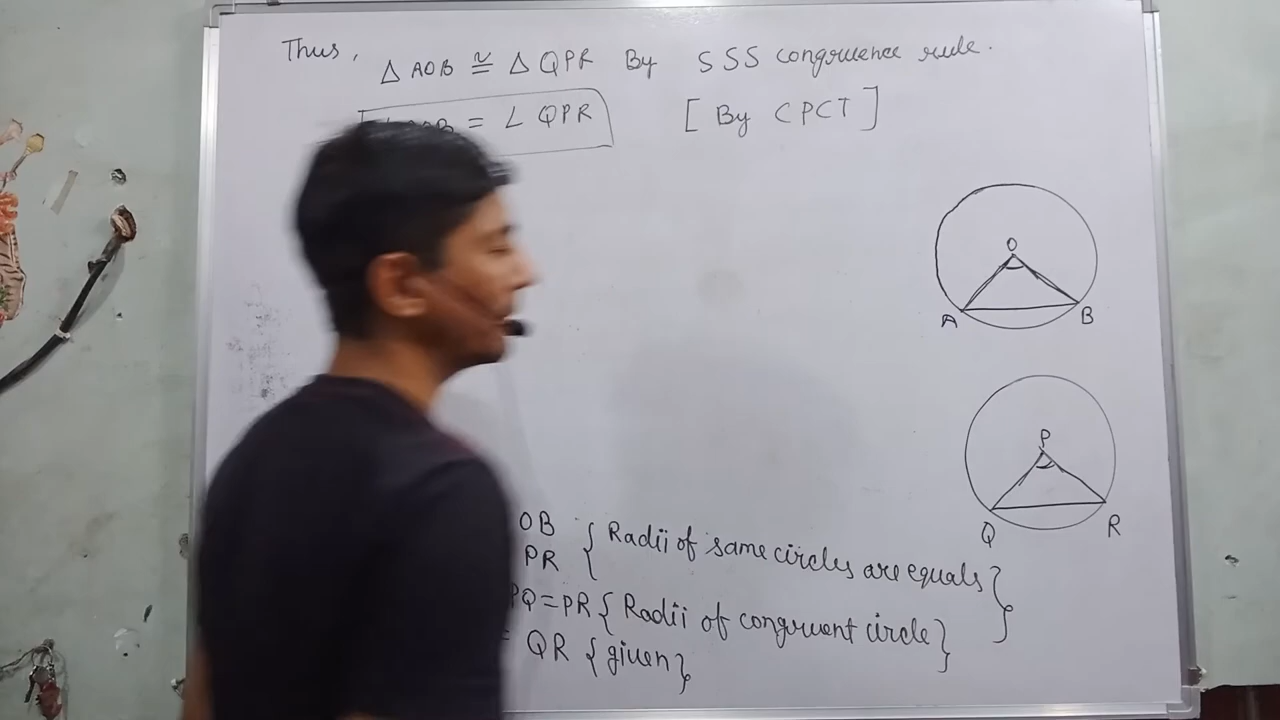 Thus,
△ AOB ≅ △ QPR By SSS congruence rule.
= ∠ QPR [ By CPCT ]
O
A B
P
Q R
OB
PR { Radii of same circles are equals }
PQ = PR { Radii of congruent circle }
= QR { given }